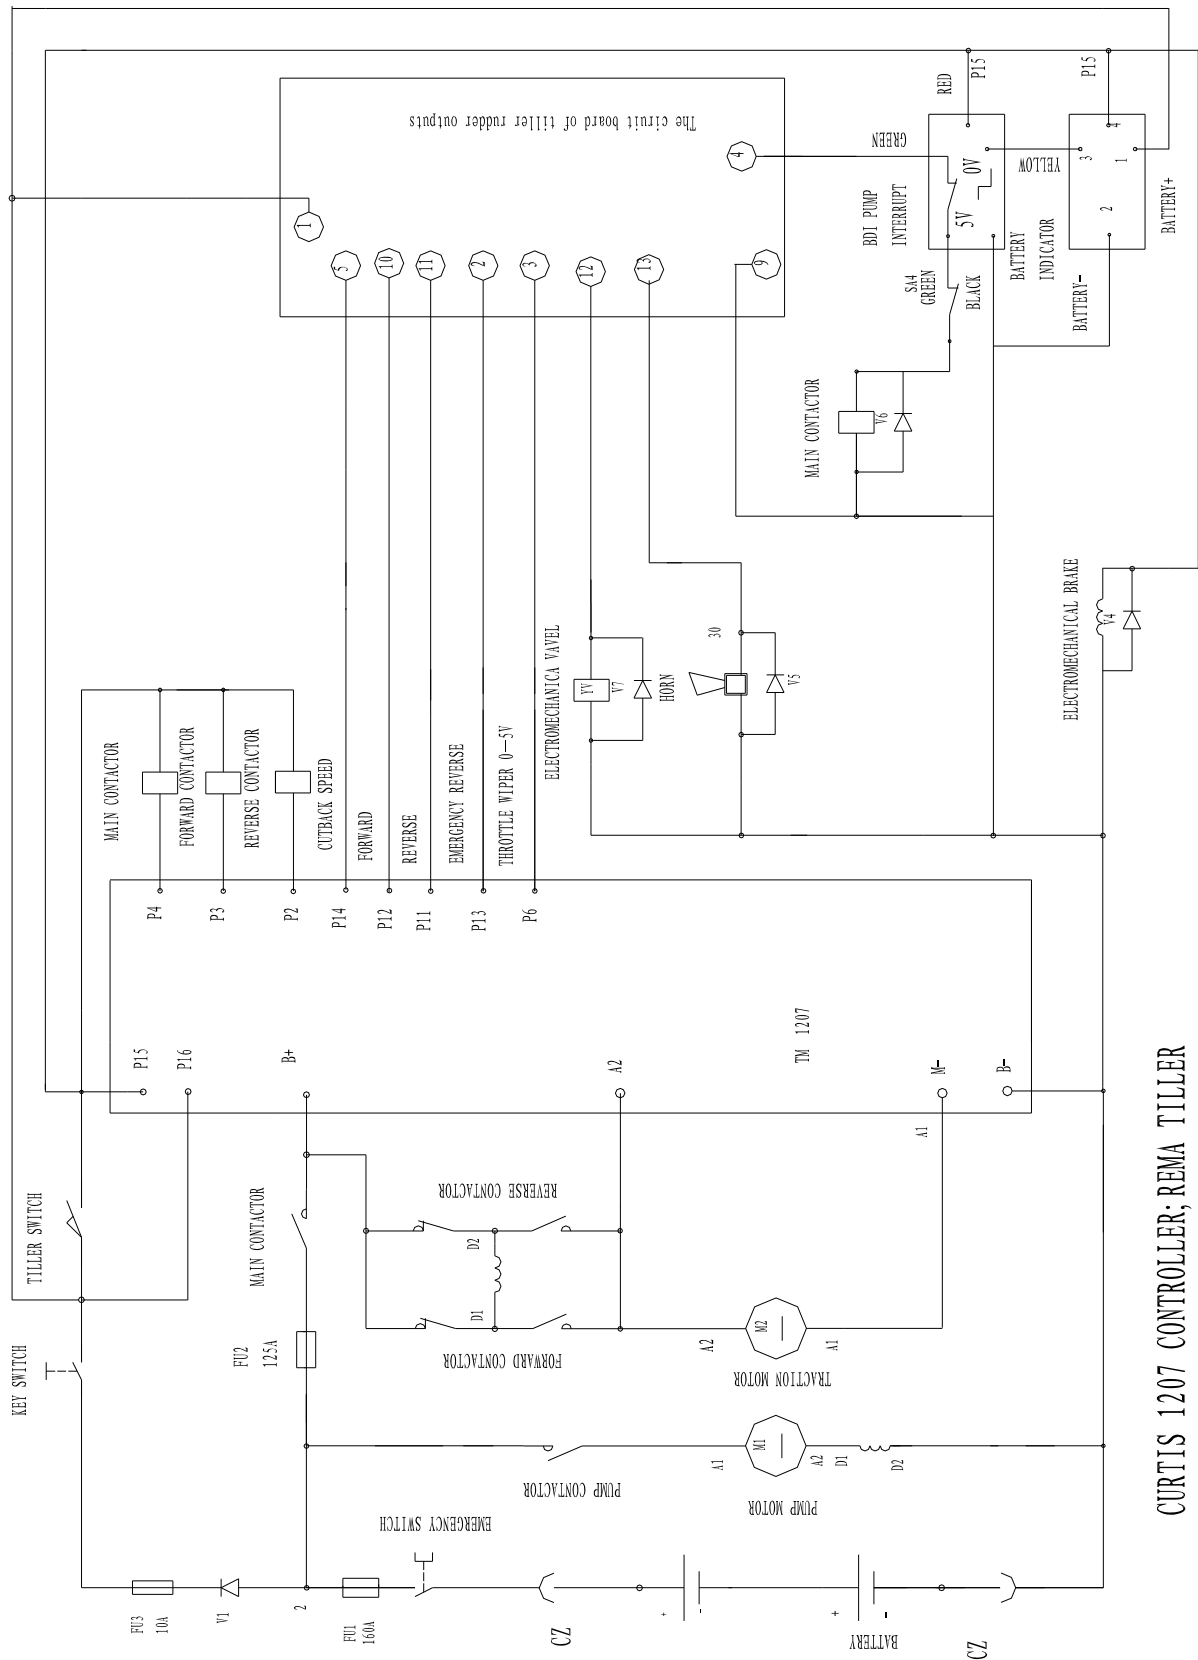 KEY SWITCH
TILLER SWITCH
FU3
10A
V1
2
FU1
160A
EMERGENCY SWITCH
CZ
+
-
+
-
BATTERY
CZ
FU2
125A
MAIN CONTACTOR
PUMP CONTACTOR
A1
M1
A2
D1
D2
PUMP MOTOR
REVERSE CONTACTOR
D2
D1
FORWARD CONTACTOR
A2
M2
A1
TRACTION MOTOR
P15
P16
B+
A2
TM 1207
M-
B-
A1
P4
P3
P2
P14
P12
P11
P13
P6
MAIN CONTACTOR
FORWARD CONTACTOR
REVERSE CONTACTOR
CUTBACK SPEED
FORWARD
REVERSE
EMERGENCY REVERSE
THROTTLE WIPER 0—5V
ELECTROMECHANICA VAVEL
YV
V7
HORN
30
V5
ELECTROMECHANICAL BRAKE
V4
MAIN CONTACTOR
V6
The ciruit board of tiller rudder outputs
1
5
10
11
2
3
12
13
9
4
GREEN
BDI PUMP
INTERRUPT
SA4
GREEN
BLACK
RED
P15
0V
5V
BATTERY
INDICATOR
YELLOW
P15
4
3
1
2
BATTERY-
BATTERY+
CURTIS 1207 CONTROLLER;REMA TILLER